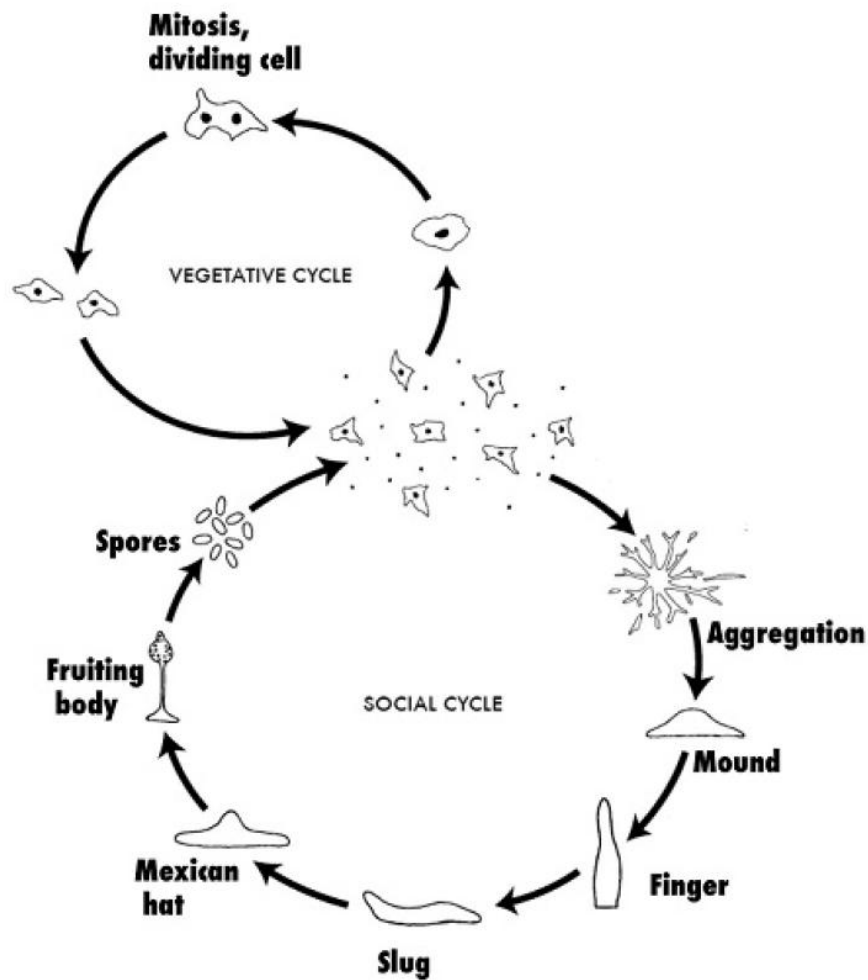 Mitosis,
dividing cell
VEGETATIVE CYCLE
Spores
Aggregation
Fruiting
body
SOCIAL CYCLE
Mound
Mexican
hat
Finger
Slug